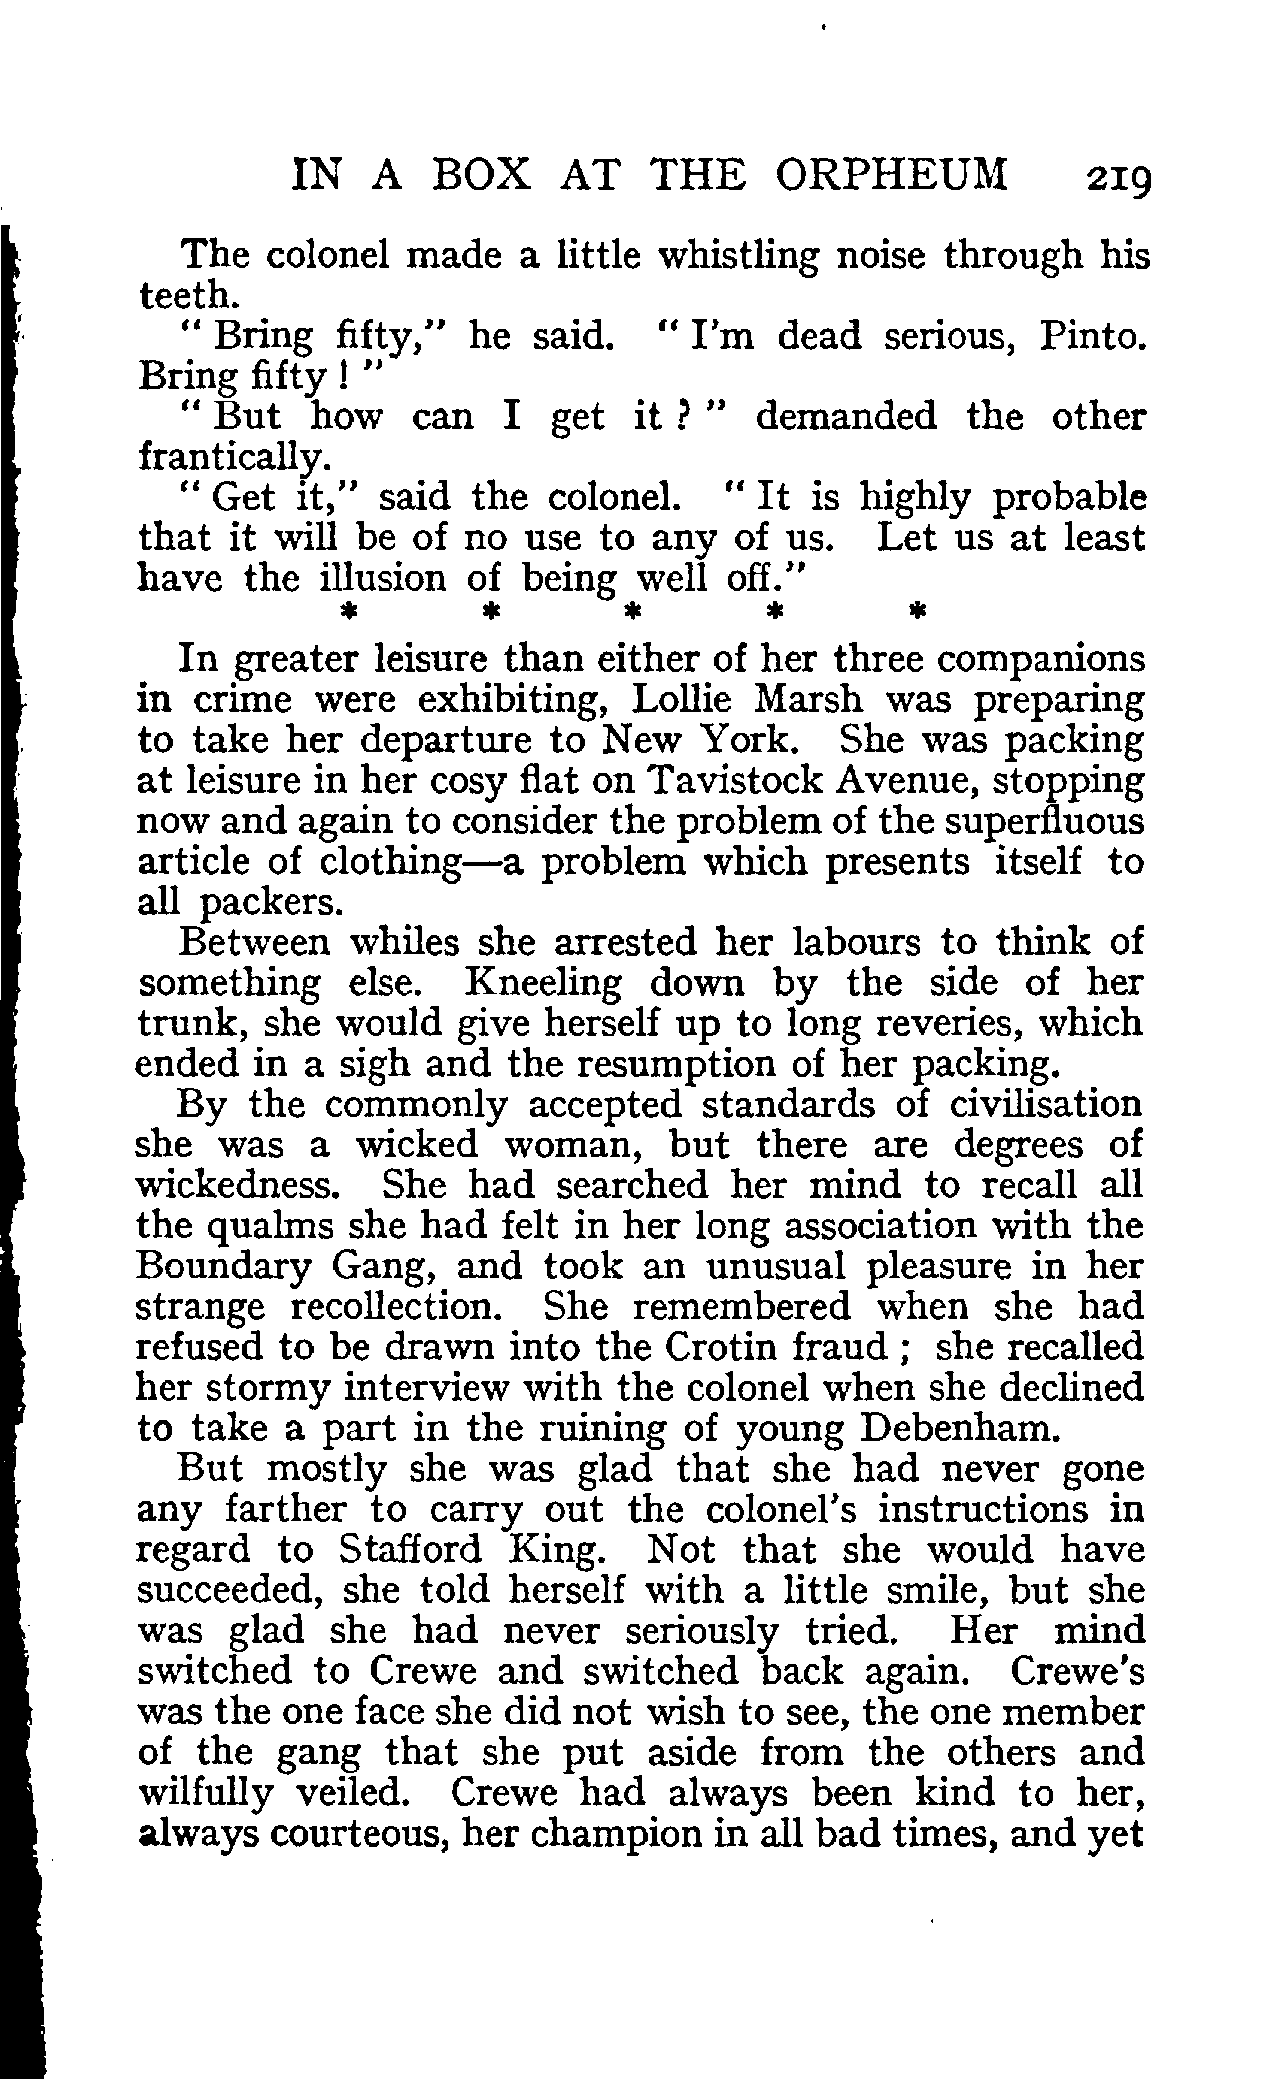 IN A BOX AT THE ORPHEUM 219
The colonel made a little whistling noise through his
teeth.
" Bring fifty," he said. " I'm dead serious, Pinto.
Bring fifty ! "
" But how can I get it ? " demanded the other
frantically.
" Get it," said the colonel. " It is highly probable
that it will be of no use to any of us. Let us at least
have the illusion of being well off."
* * * * *
In greater leisure than either of her three companions
in crime were exhibiting, Lollie Marsh was preparing
to take her departure to New York. She was packing
at leisure in her cosy flat on Tavistock Avenue, stopping
now and again to consider the problem of the superfluous
article of clothing—a problem which presents itself to
all packers.
Between whiles she arrested her labours to think of
something else. Kneeling down by the side of her
trunk, she would give herself up to long reveries, which
ended in a sigh and the resumption of her packing.
By the commonly accepted standards of civilisation
she was a wicked woman, but there are degrees of
wickedness. She had searched her mind to recall all
the qualms she had felt in her long association with the
Boundary Gang, and took an unusual pleasure in her
strange recollection. She remembered when she had
refused to be drawn into the Crotin fraud ; she recalled
her stormy interview with the colonel when she declined
to take a part in the ruining of young Debenham.
But mostly she was glad that she had never gone
any farther to carry out the colonel's instructions in
regard to Stafford King. Not that she would have
succeeded, she told herself with a little smile, but she
was glad she had never seriously tried. Her mind
switched to Crewe and switched back again. Crewe's
was the one face she did not wish to see, the one member
of the gang that she put aside from the others and
wilfully veiled. Crewe had always been kind to her,
always courteous, her champion in all bad times, and yet